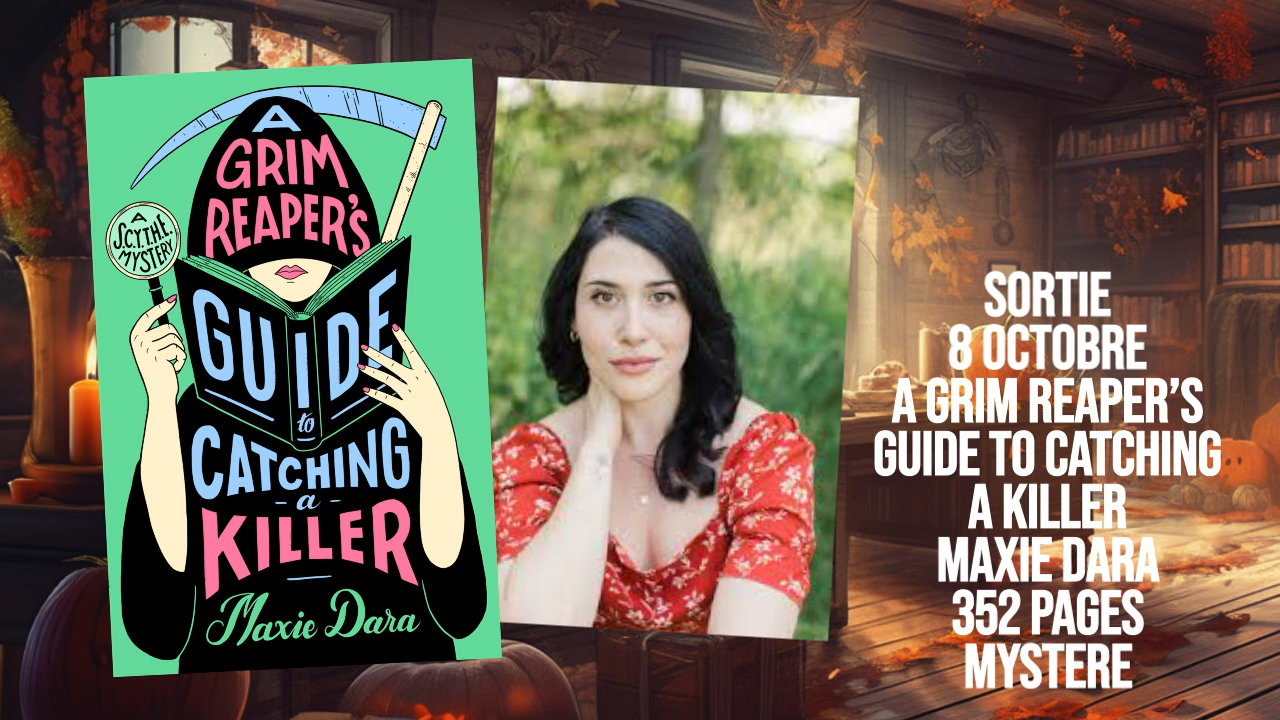 A
GRIM
REAPER'S
A
S.C.Y.T.H.E.
MYSTERY
GUIDE
to
CATCHING
a
KILLER
Maxie Dara
SORTIE
8 OCTOBRE
A GRIM REAPER'S
GUIDE TO CATCHING
A KILLER
MAXIE DARA
352 PAGES
MYSTERE